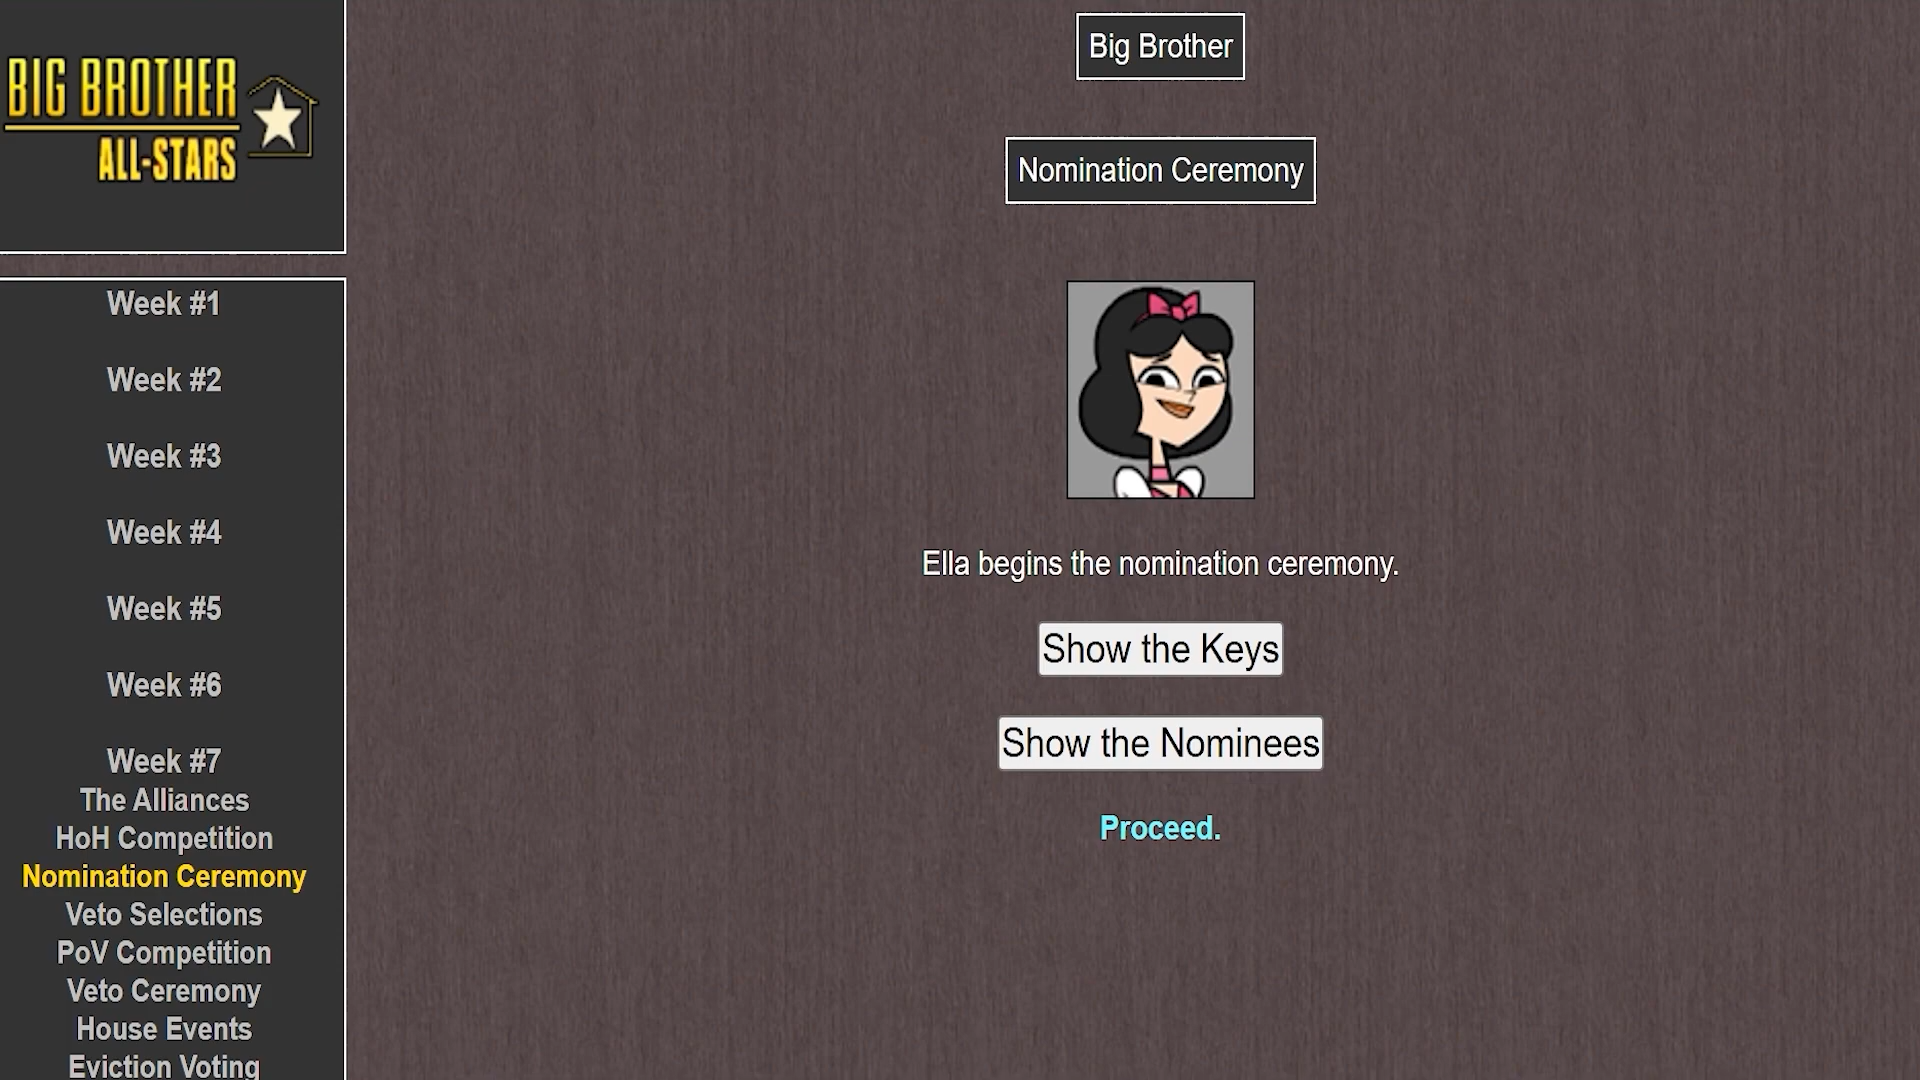 BIG BROTHER
ALL-STARS
Week #1
Week #2
Week #3
Week #4
Week #5
Week #6
Week #7
The Alliances
HoH Competition
Nomination Ceremony
Veto Selections
PoV Competition
Veto Ceremony
House Events
Eviction Voting
Big Brother
Nomination Ceremony
Ella begins the nomination ceremony.
Show the Keys
Show the Nominees
Proceed.